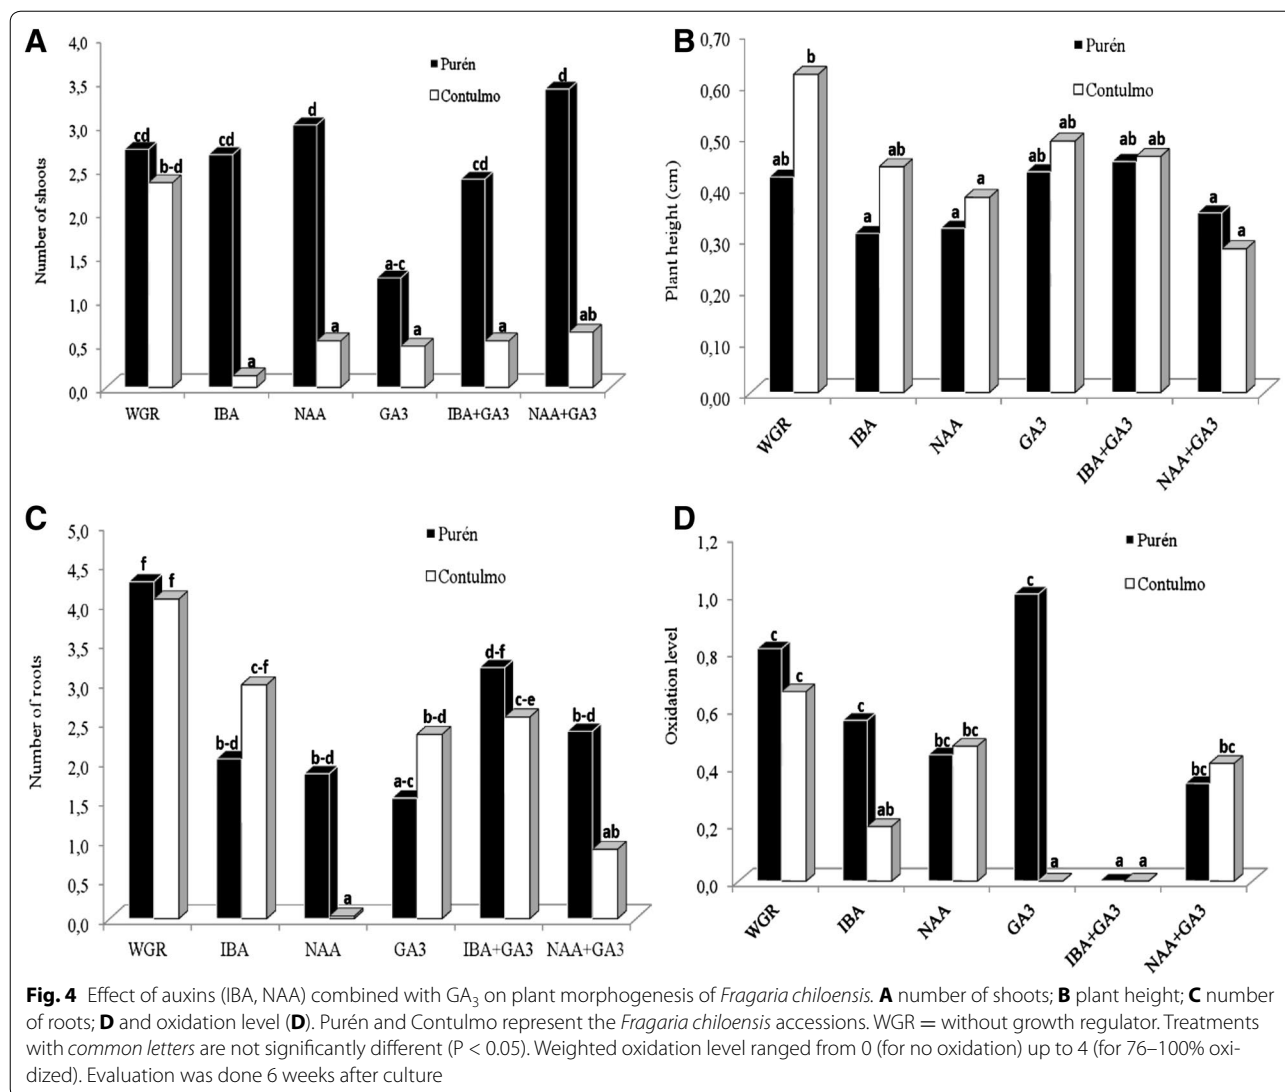 A
4,0
3,5
3,0
2,5
2,0
1,5
1,0
0,5
0,0
Number of shoots
Purén
Contulmo
cd
b-d
cd
a
d
a
a-c
a
cd
a
d
ab
WGR IBA NAA GA3 IBA+GA3 NAA+GA3
B
0,70
0,60
0,50
0,40
0,30
0,20
0,10
0,00
Plant height (cm)
Purén
Contulmo
ab
b
a
ab
a
a
ab
ab
ab
ab
a
a
WGR IBA NAA GA3 IBA+GA3 NAA+GA3
C
5,0
4,5
4,0
3,5
3,0
2,5
2,0
1,5
1,0
0,5
0,0
Number of roots
Purén
Contulmo
f
f
b-d
c-f
b-d
a
a-c
b-d
d-f
c-e
b-d
ab
WGR IBA NAA GA3 IBA+GA3 NAA+GA3
D
1,2
1,0
0,8
0,6
0,4
0,2
0,0
Oxidation level
Purén
Contulmo
c
c
c
ab
bc
bc
c
a
a
a
bc
bc
WGR IBA NAA GA3 IBA+GA3 NAA+GA3
Fig. 4 Effect of auxins (IBA, NAA) combined with GA₃ on plant morphogenesis of Fragaria chiloensis. A number of shoots; B plant height; C number
of roots; D and oxidation level (D). Purén and Contulmo represent the Fragaria chiloensis accessions. WGR = without growth regulator. Treatments
with common letters are not significantly different (P < 0.05). Weighted oxidation level ranged from 0 (for no oxidation) up to 4 (for 76–100% oxi-
dized). Evaluation was done 6 weeks after culture